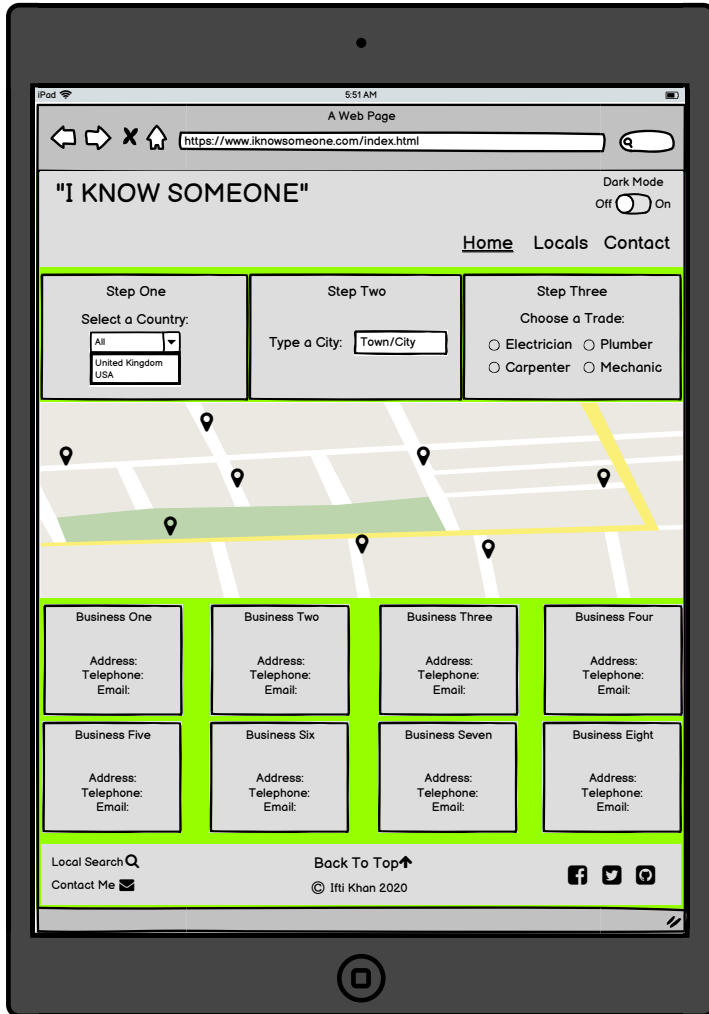 iPad 5:51 AM
A Web Page
https://www.iknowsomeone.com/index.html
"I KNOW SOMEONE"
Dark Mode
Off On
Home Locals Contact
Step One
Select a Country:
All
United Kingdom
USA
Step Two
Type a City: Town/City
Step Three
Choose a Trade:
Electrician Plumber
Carpenter Mechanic
Business One
Address:
Telephone:
Email:
Business Two
Address:
Telephone:
Email:
Business Three
Address:
Telephone:
Email:
Business Four
Address:
Telephone:
Email:
Business Five
Address:
Telephone:
Email:
Business Six
Address:
Telephone:
Email:
Business Seven
Address:
Telephone:
Email:
Business Eight
Address:
Telephone:
Email:
Local Search
Contact Me
Back To Top
© Ifti Khan 2020